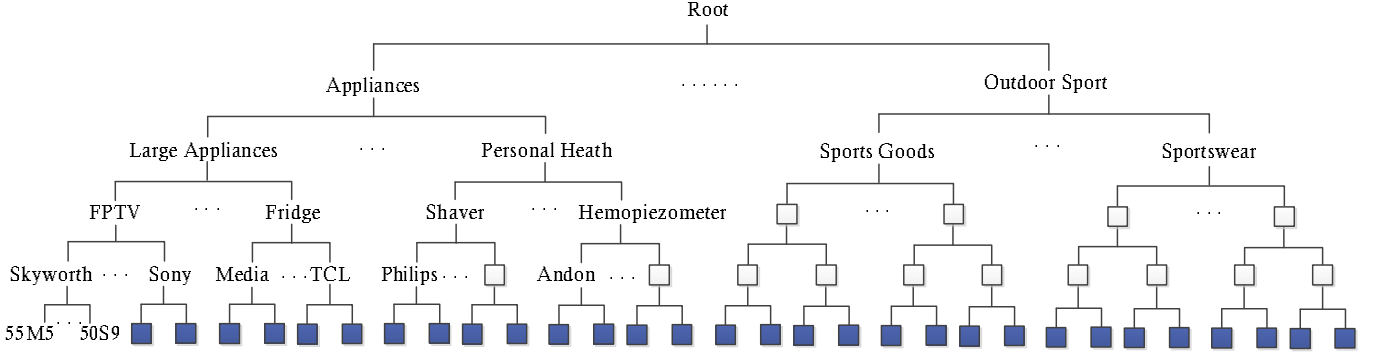 Root
Appliances ...... Outdoor Sport
Large Appliances ... Personal Heath Sports Goods ... Sportswear
FPTV ... Fridge Shaver ... Hemopiezometer ... ...
Skyworth ... Sony Media ... TCL Philips ... Andon ...
55M5 ... 50S9